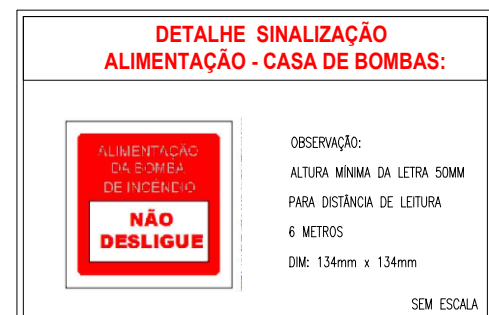 DETALHE SINALIZAÇÃO
ALIMENTAÇÃO - CASA DE BOMBAS:
ALIMENTAÇÃO
DA BOMBA
DE INCÊNDIO
NÃO
DESLIGUE
OBSERVAÇÃO:
ALTURA MÍNIMA DA LETRA 50MM
PARA DISTÂNCIA DE LEITURA
6 METROS
DIM: 134mm x 134mm
SEM ESCALA